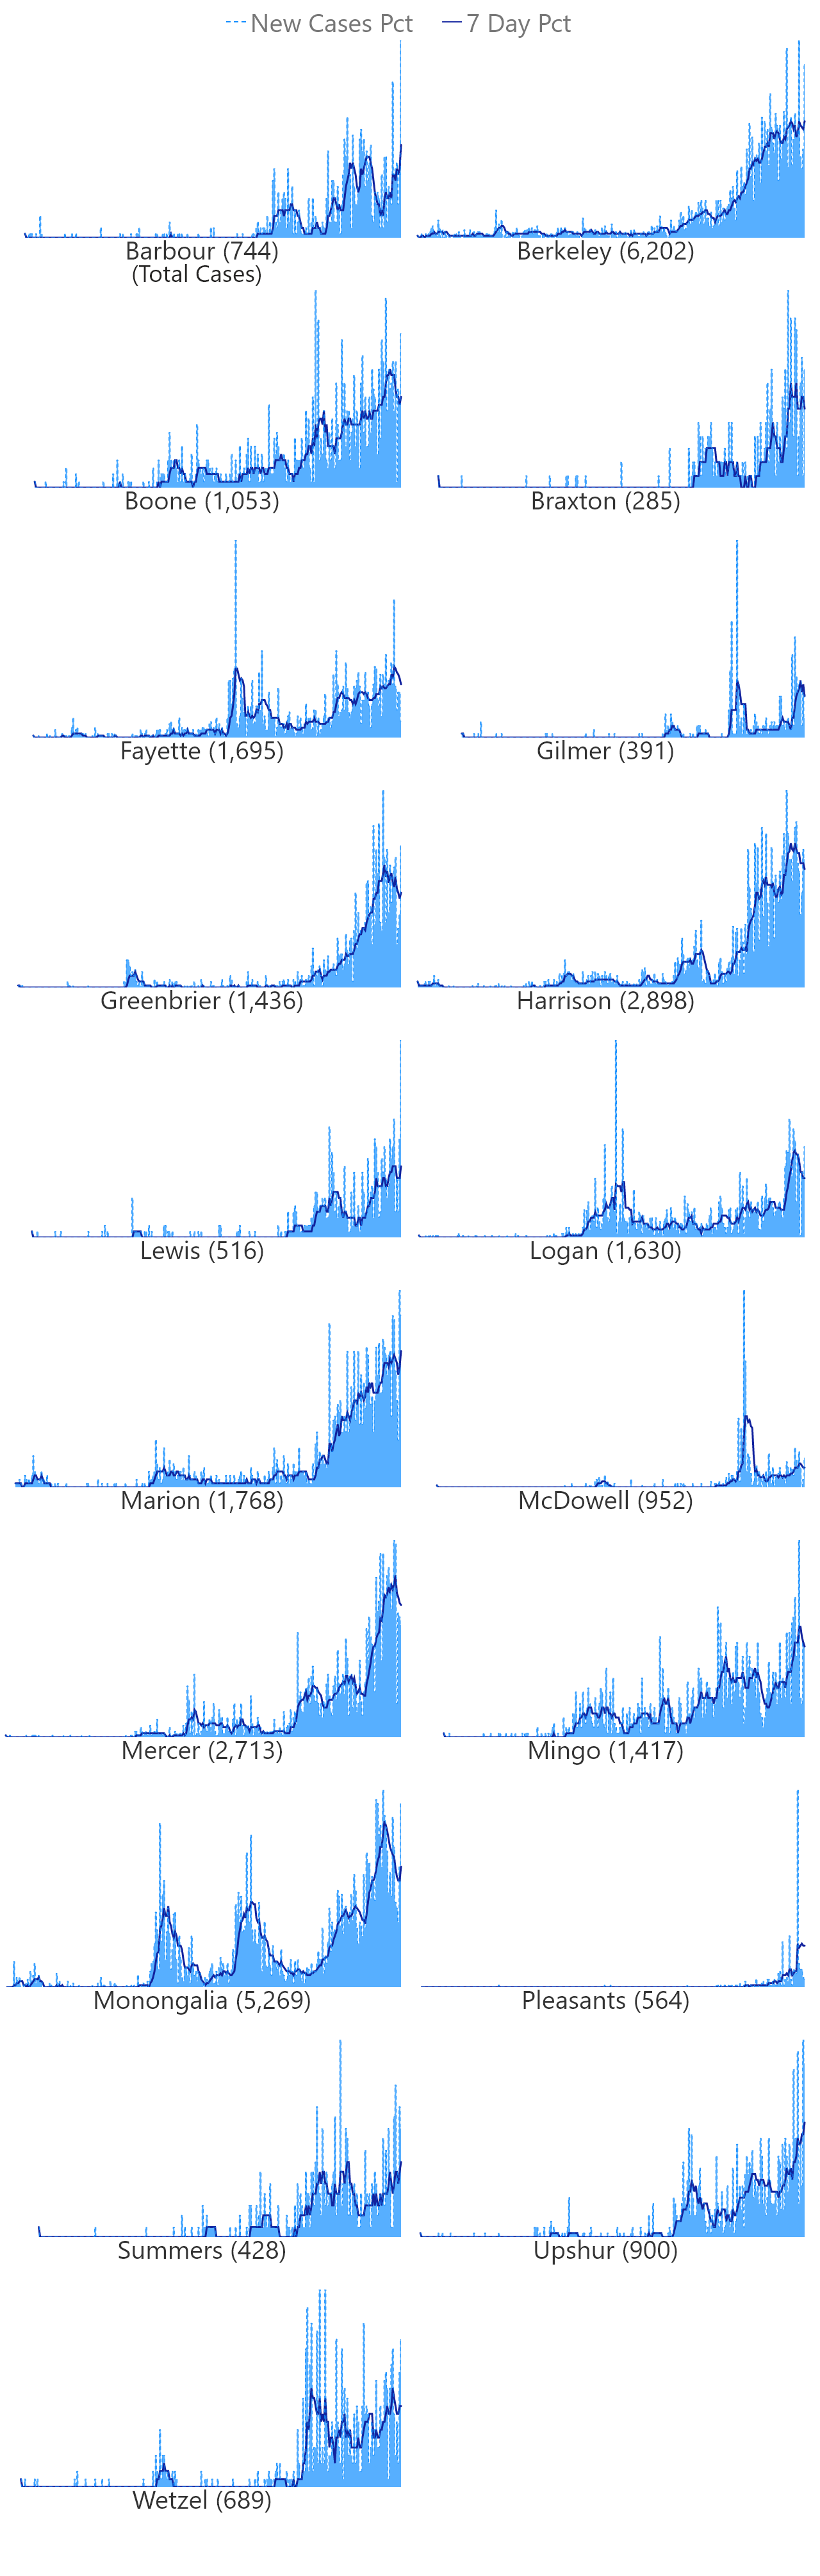 New Cases Pct 7 Day Pct
Barbour (744) Berkeley (6,202)
(Total Cases)
Boone (1,053) Braxton (285)
Fayette (1,695) Gilmer (391)
Greenbrier (1,436) Harrison (2,898)
Lewis (516) Logan (1,630)
Marion (1,768) McDowell (952)
Mercer (2,713) Mingo (1,417)
Monongalia (5,269) Pleasants (564)
Summers (428) Upshur (900)
Wetzel (689)